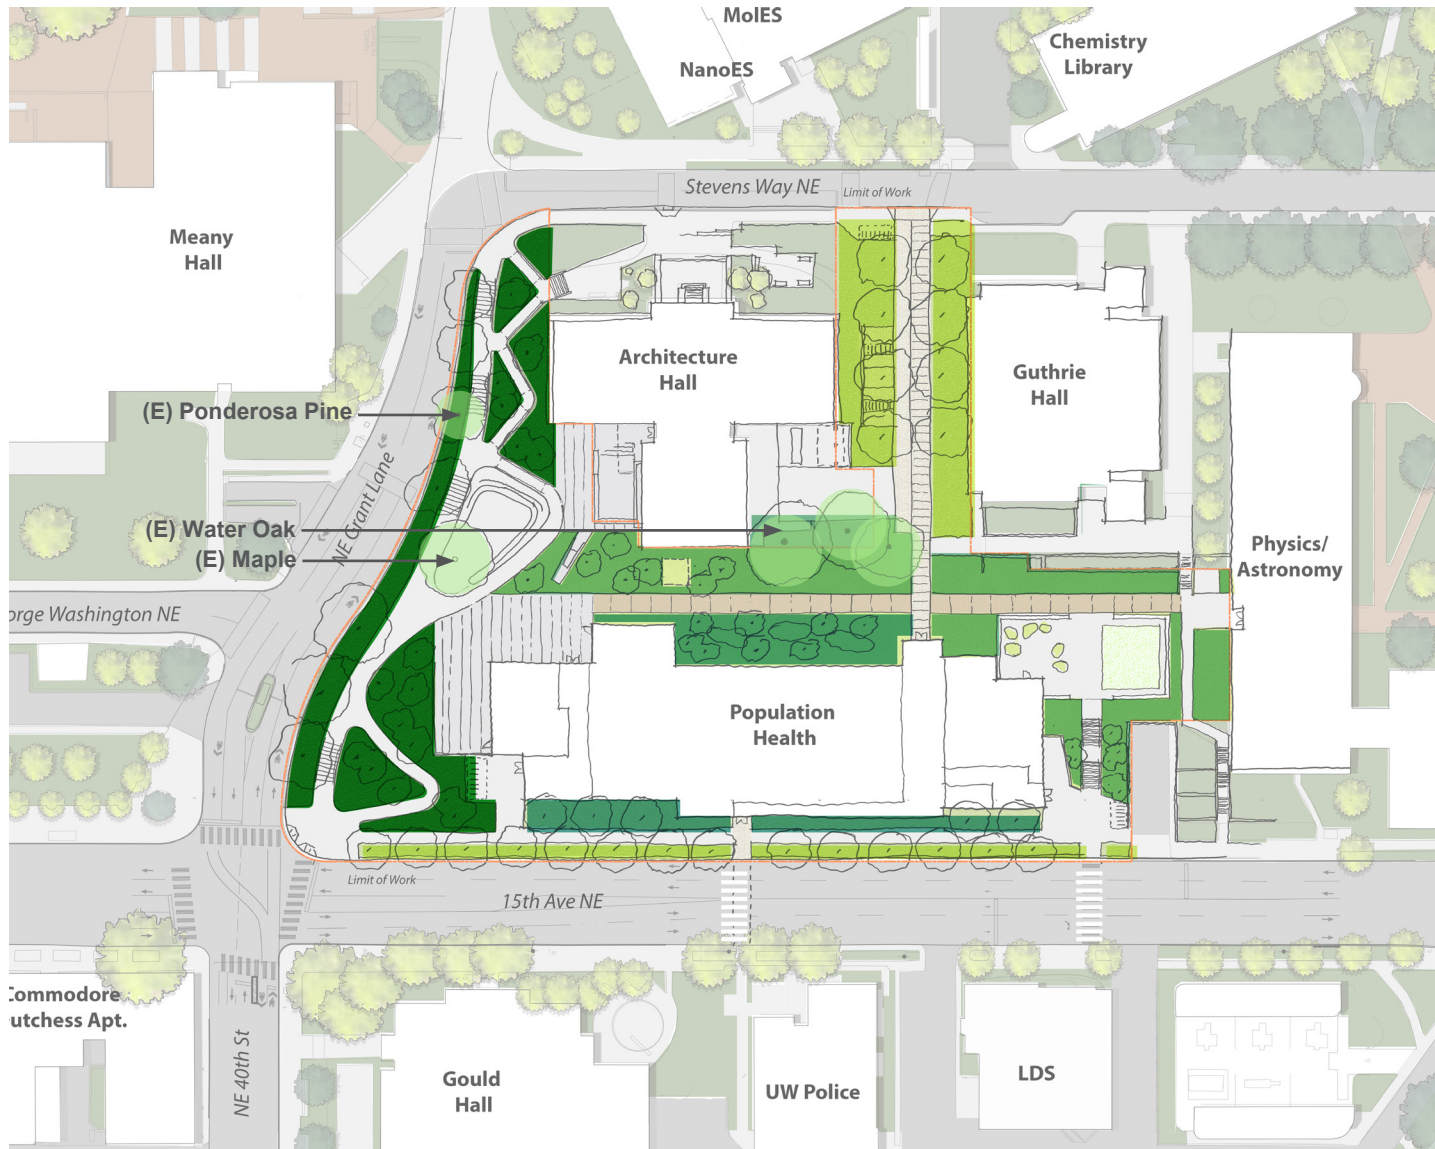 MolES
NanoES
Chemistry
Library
Stevens Way NE
Limit of Work
Meany
Hall
Architecture
Hall
Guthrie
Hall
(E) Ponderosa Pine
NE Grant Lane
(E) Water Oak
(E) Maple
Physics/
Astronomy
orge Washington NE
Population
Health
Limit of Work
15th Ave NE
Commodore
utchess Apt.
NE 40th St
Gould
Hall
UW Police
LDS